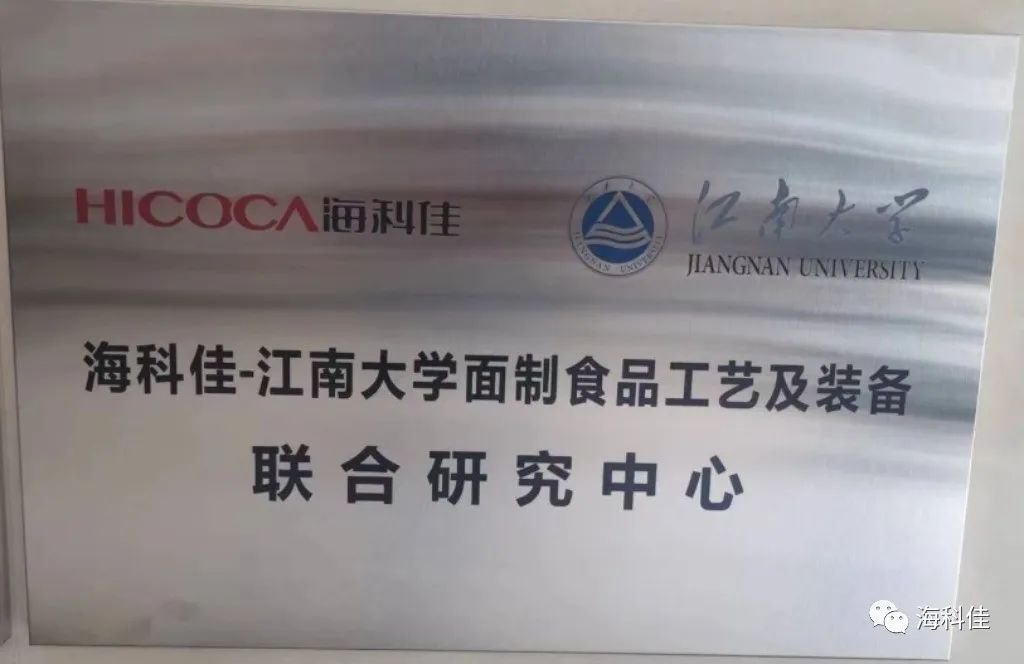 HICOCA海科佳
江南大学
JIANGNAN UNIVERSITY
JIANGNAN UNIVERSITY
海科佳-江南大学面制食品工艺及装备
联合研究中心
海科佳